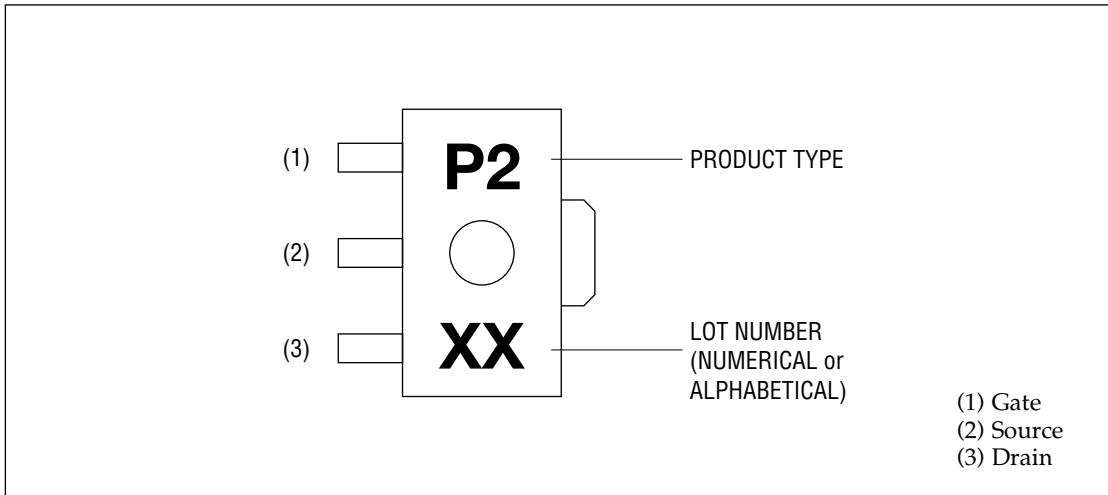 (1)
P2
PRODUCT TYPE
(2)
(3)
XX
LOT NUMBER
(NUMERICAL or
ALPHABETICAL)
(1) Gate
(2) Source
(3) Drain